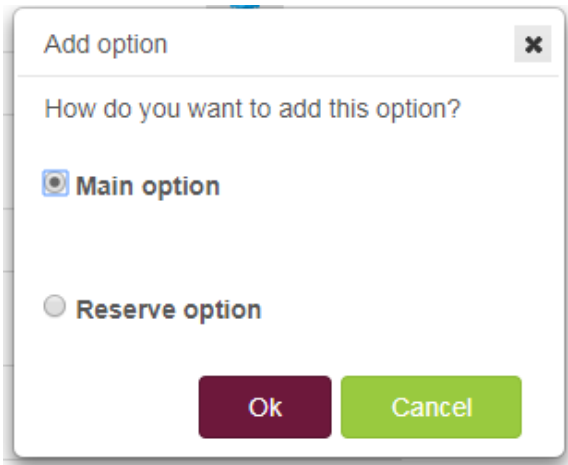 Add option
How do you want to add this option?
Main option
Reserve option
Ok
Cancel